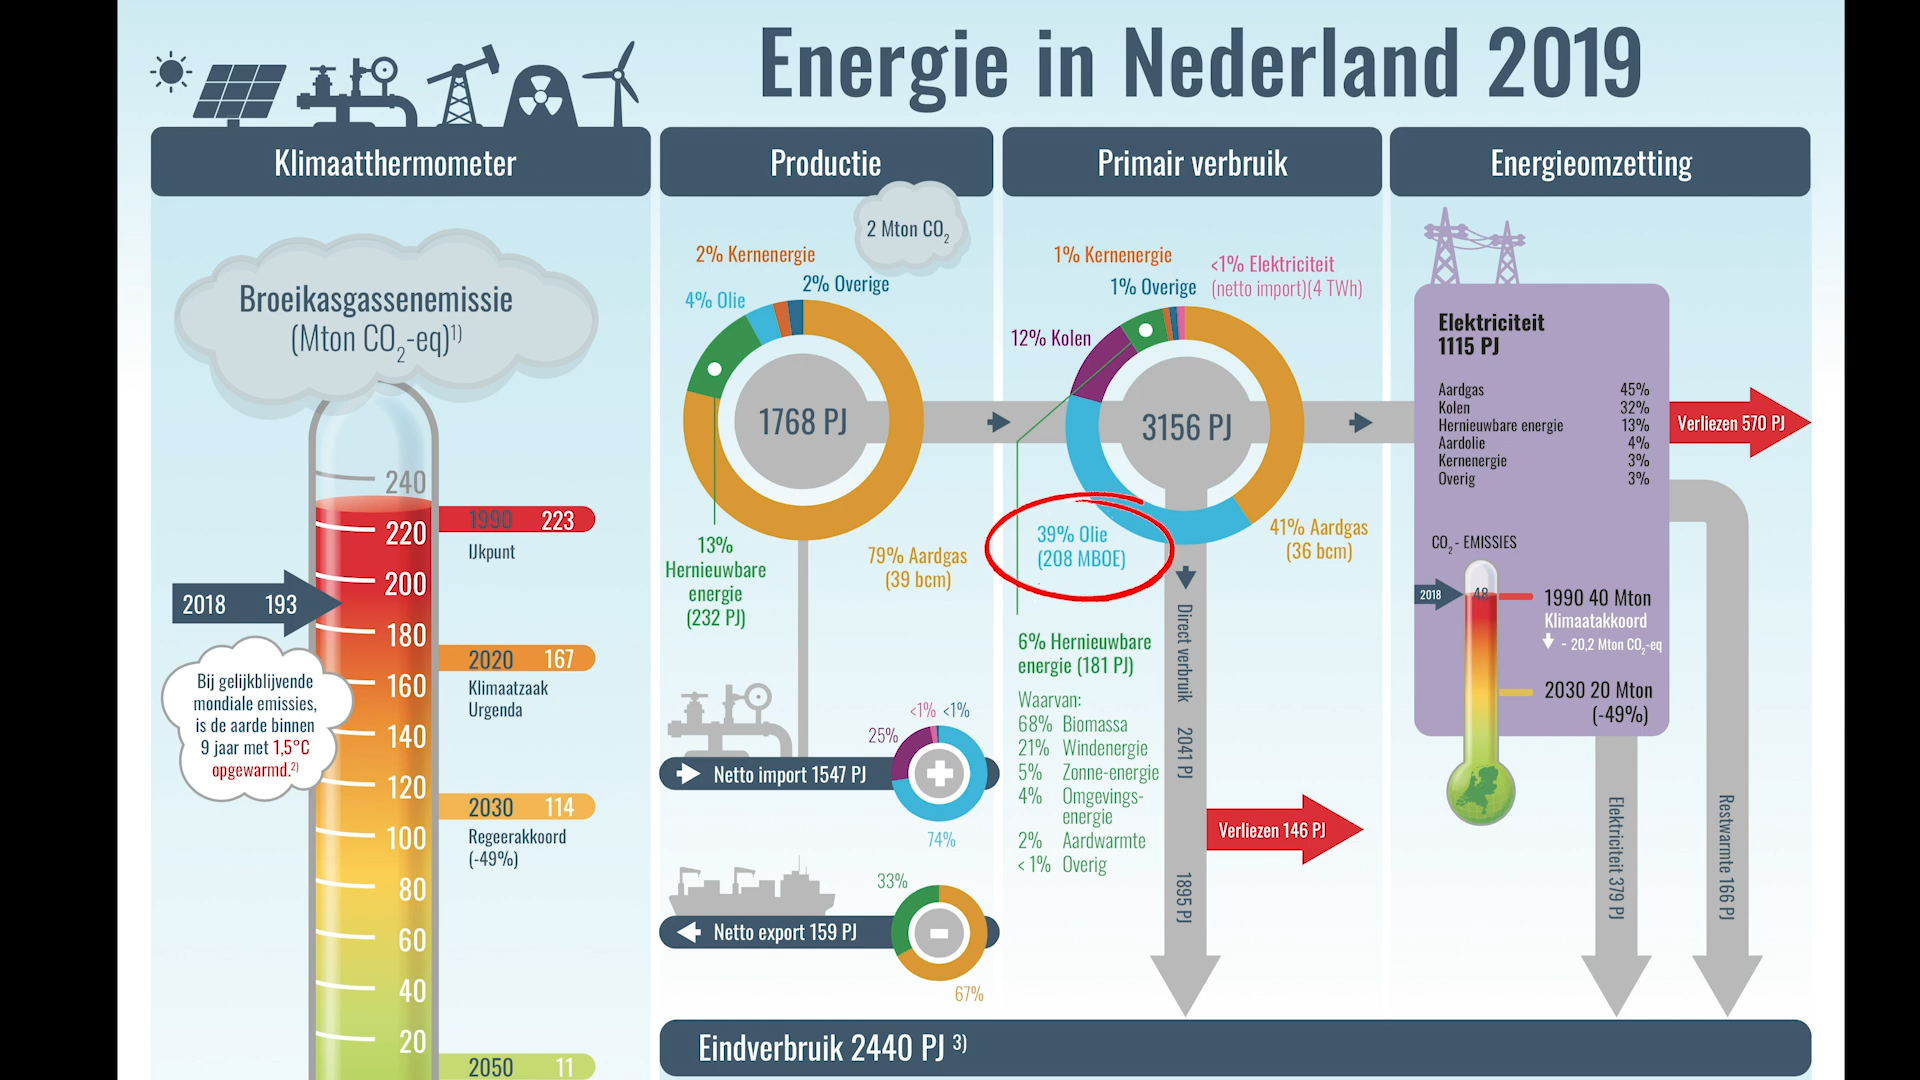 Energie in Nederland 2019
Klimaatthermometer
Broeikasgassenemissie
(Mton CO₂-eq)¹⁾
240
220
200
180
160
140
120
100
80
60
40
20
1990 223
IJkpunt
2018 193
2020 167
Klimaatzaak
Urgenda
Bij gelijkblijvende
mondiale emissies,
is de aarde binnen
9 jaar met 1,5°C
opgewarmd.²⁾
2030 114
Regeerakkoord
(-49%)
2050 11
Productie
2 Mton CO₂
2% Kernenergie
2% Overige
4% Olie
1768 PJ
13%
Hernieuwbare
energie
(232 PJ)
79% Aardgas
(39 bcm)
<1% <1%
25%
Netto import 1547 PJ
74%
33%
Netto export 159 PJ
67%
Primair verbruik
1% Kernenergie
1% Overige
<1% Elektriciteit
(netto import)(4 TWh)
12% Kolen
3156 PJ
39% Olie
(208 MBOE)
41% Aardgas
(36 bcm)
6% Hernieuwbare
energie (181 PJ)
Waarvan:
68% Biomassa
21% Windenergie
5% Zonne-energie
4% Omgevings-
energie
2% Aardwarmte
< 1% Overig
Direct verbruik 2041 PJ
Verliezen 146 PJ
1895 PJ
Energieomzetting
Elektriciteit
1115 PJ
Aardgas 45%
Kolen 32%
Hernieuwbare energie 13%
Aardolie 4%
Kernenergie 3%
Overig 3%
Verliezen 570 PJ
CO₂- EMISSIES
2018 48
1990 40 Mton
Klimaatakkoord
- 20,2 Mton CO₂-eq
2030 20 Mton
(-49%)
Elektriciteit 379 PJ
Restwarmte 166 PJ
Eindverbruik 2440 PJ ³⁾